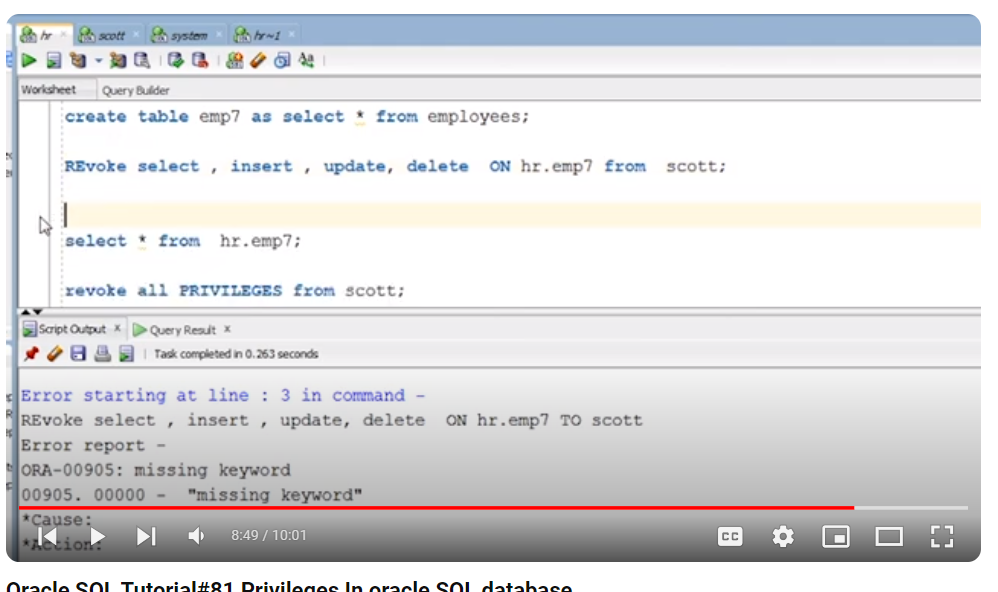 hr scott system hr~1
Worksheet Query Builder
create table emp7 as select * from employees;
REvoke select , insert , update, delete ON hr.emp7 from scott;
select * from hr.emp7;
revoke all PRIVILEGES from scott;
Script Output x Query Result x
Task completed in 0.263 seconds
Error starting at line : 3 in command -
REvoke select , insert , update, delete ON hr.emp7 TO scott
Error report -
ORA-00905: missing keyword
00905. 00000 - "missing keyword"
*Cause:
*Action:
8:49 / 10:01 CC
Oracle SQL Tutorial#81 Privileges In oracle SQL database